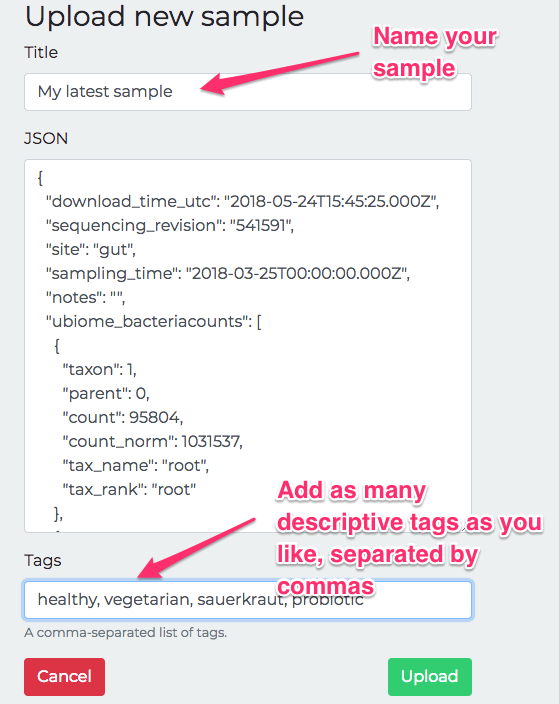 Upload new sample
Name your
sample
Title
My latest sample
JSON
{
"download_time_utc": "2018-05-24T15:45:25.000Z",
"sequencing_revision": "541591",
"site": "gut",
"sampling_time": "2018-03-25T00:00:00.000Z",
"notes": "",
"ubiome_bacteriacounts": [
{
"taxon": 1,
"parent": 0,
"count": 95804,
"count_norm": 1031537,
"tax_name": "root",
"tax_rank": "root"
},
Add as many
descriptive tags as you
like, separated by
commas
Tags
healthy, vegetarian, sauerkraut, probiotic
A comma-separated list of tags.
Cancel
Upload